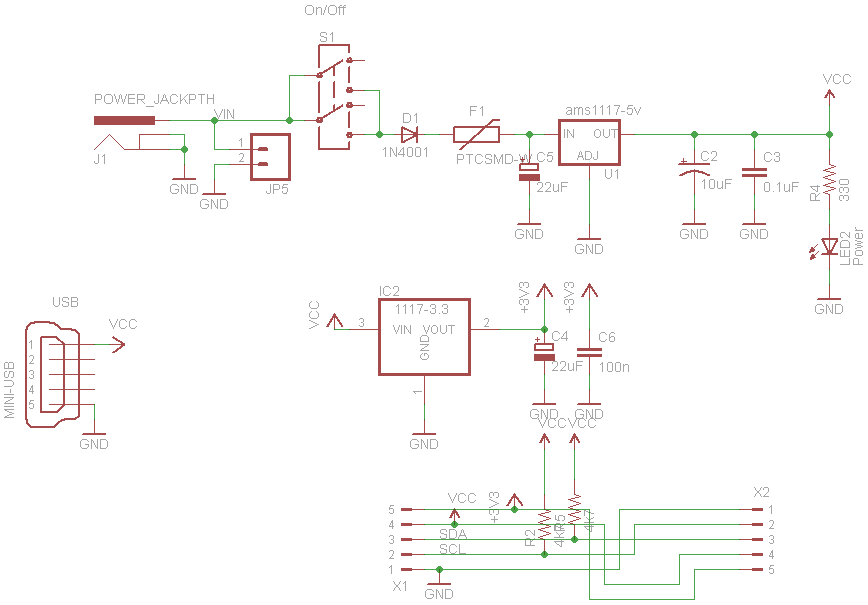 On/Off
S1
POWER_JACKPTH
VIN
J1
GND
1
2
GND
JP5
D1
1N4001
F1
PTCSMD-W
C5
22uF
GND
ams1117-5v
IN OUT
ADJ
U1
GND
C2
10uF
GND
C3
0.1uF
GND
VCC
R4
330
LED2
Power
GND
USB
MINI-USB
1
2
3
4
5
VCC
GND
IC2
1117-3.3
VCC
3
VIN VOUT
GND
2
1
GND
+3V3
C4
22uF
GND
+3V3
C6
100n
GND
VCC
VCC
5
4
3
2
1
X1
VCC
+3V3
SDA
SCL
GND
R2
4k7
R5
4k7
X2
1
2
3
4
5